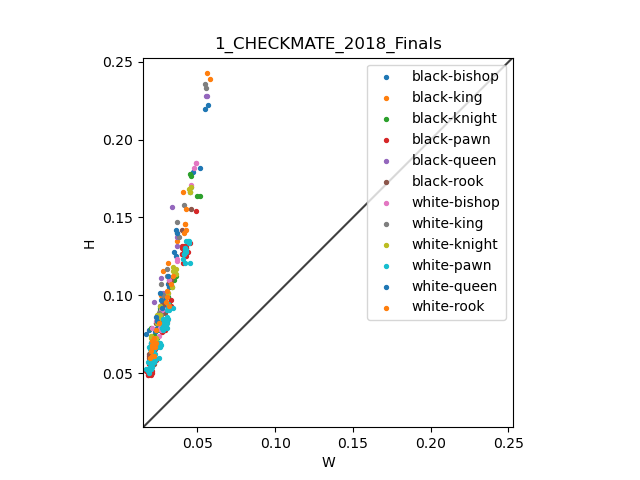 1_CHECKMATE_2018_Finals
0.25
0.20
0.15
0.10
0.05
H
0.05
0.10
0.15
0.20
0.25
W
black-bishop
black-king
black-knight
black-pawn
black-queen
black-rook
white-bishop
white-king
white-knight
white-pawn
white-queen
white-rook